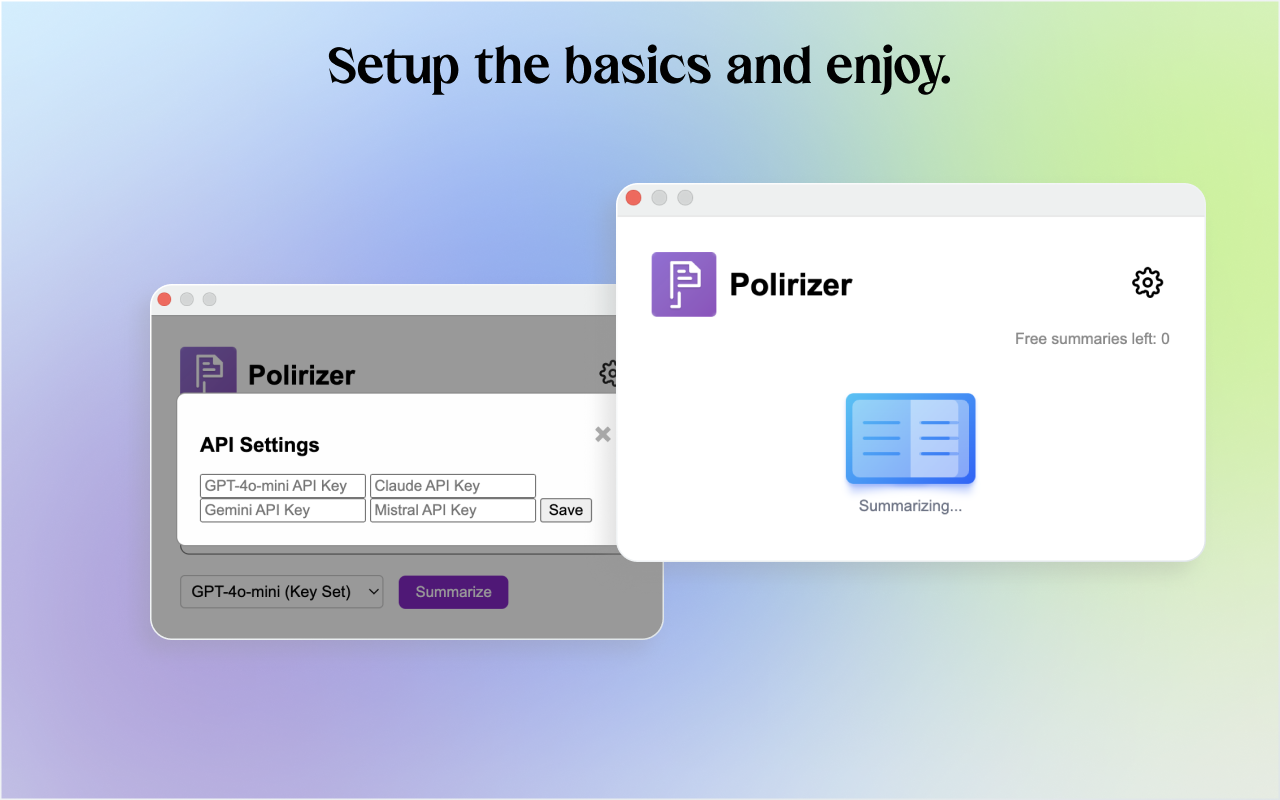 Setup the basics and enjoy.
Polirizer
API Settings
GPT-4o-mini API Key Claude API Key
Gemini API Key Mistral API Key Save
GPT-4o-mini (Key Set) Summarize
Polirizer
Free summaries left: 0
Summarizing...